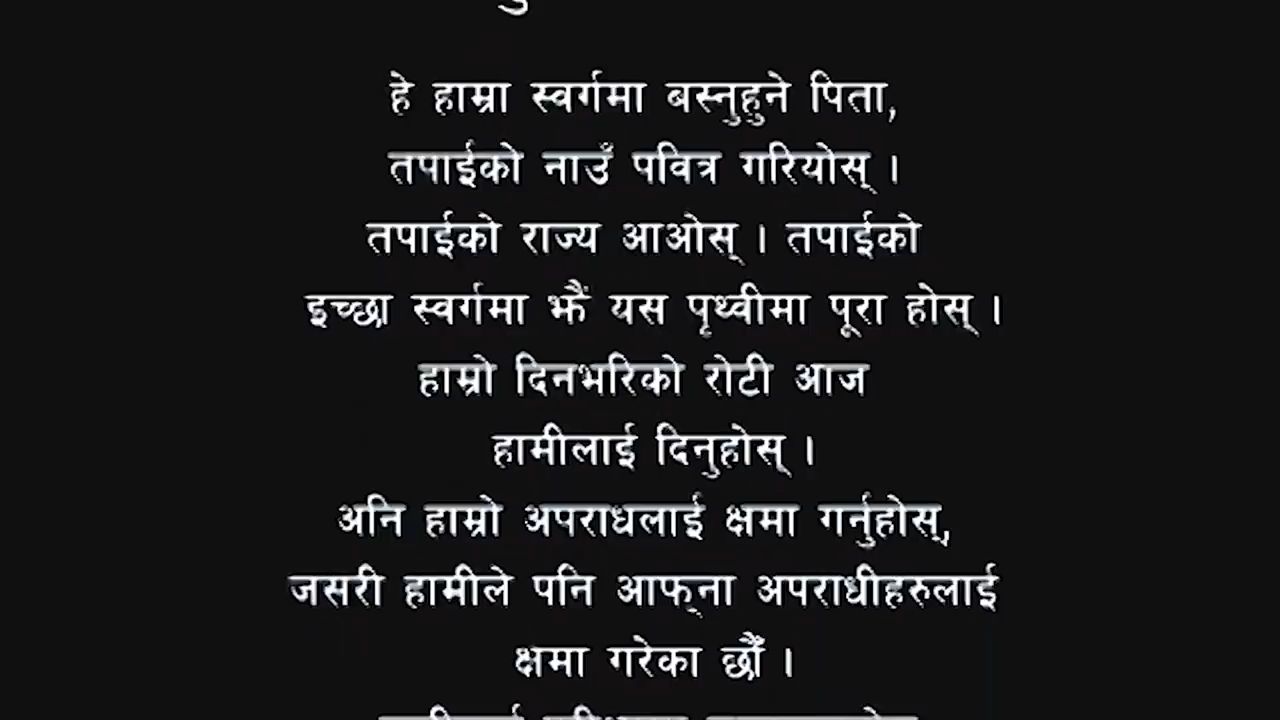 हे हाम्रा स्वर्गमा बस्नुहुने पिता,
तपाईको नाउँ पवित्र गरियोस् ।
तपाईको राज्य आओस् । तपाईको
इच्छा स्वर्गमा झैं यस पृथ्वीमा पूरा होस् ।
हाम्रो दिनभरिको रोटी आज
हामीलाई दिनुहोस् ।
अनि हाम्रो अपराधलाई क्षमा गर्नुहोस्,
जसरी हामीले पनि आफ्ना अपराधीहरुलाई
क्षमा गरेका छौँ ।